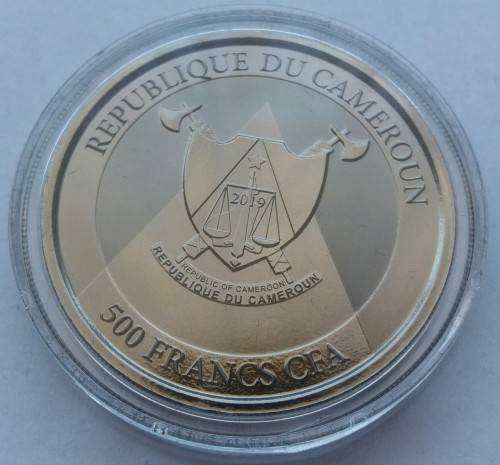 REPUBLIQUE DU CAMEROUN
2019
REPUBLIC OF CAMEROON
REPUBLIQUE DU CAMEROUN
500 FRANCS CFA